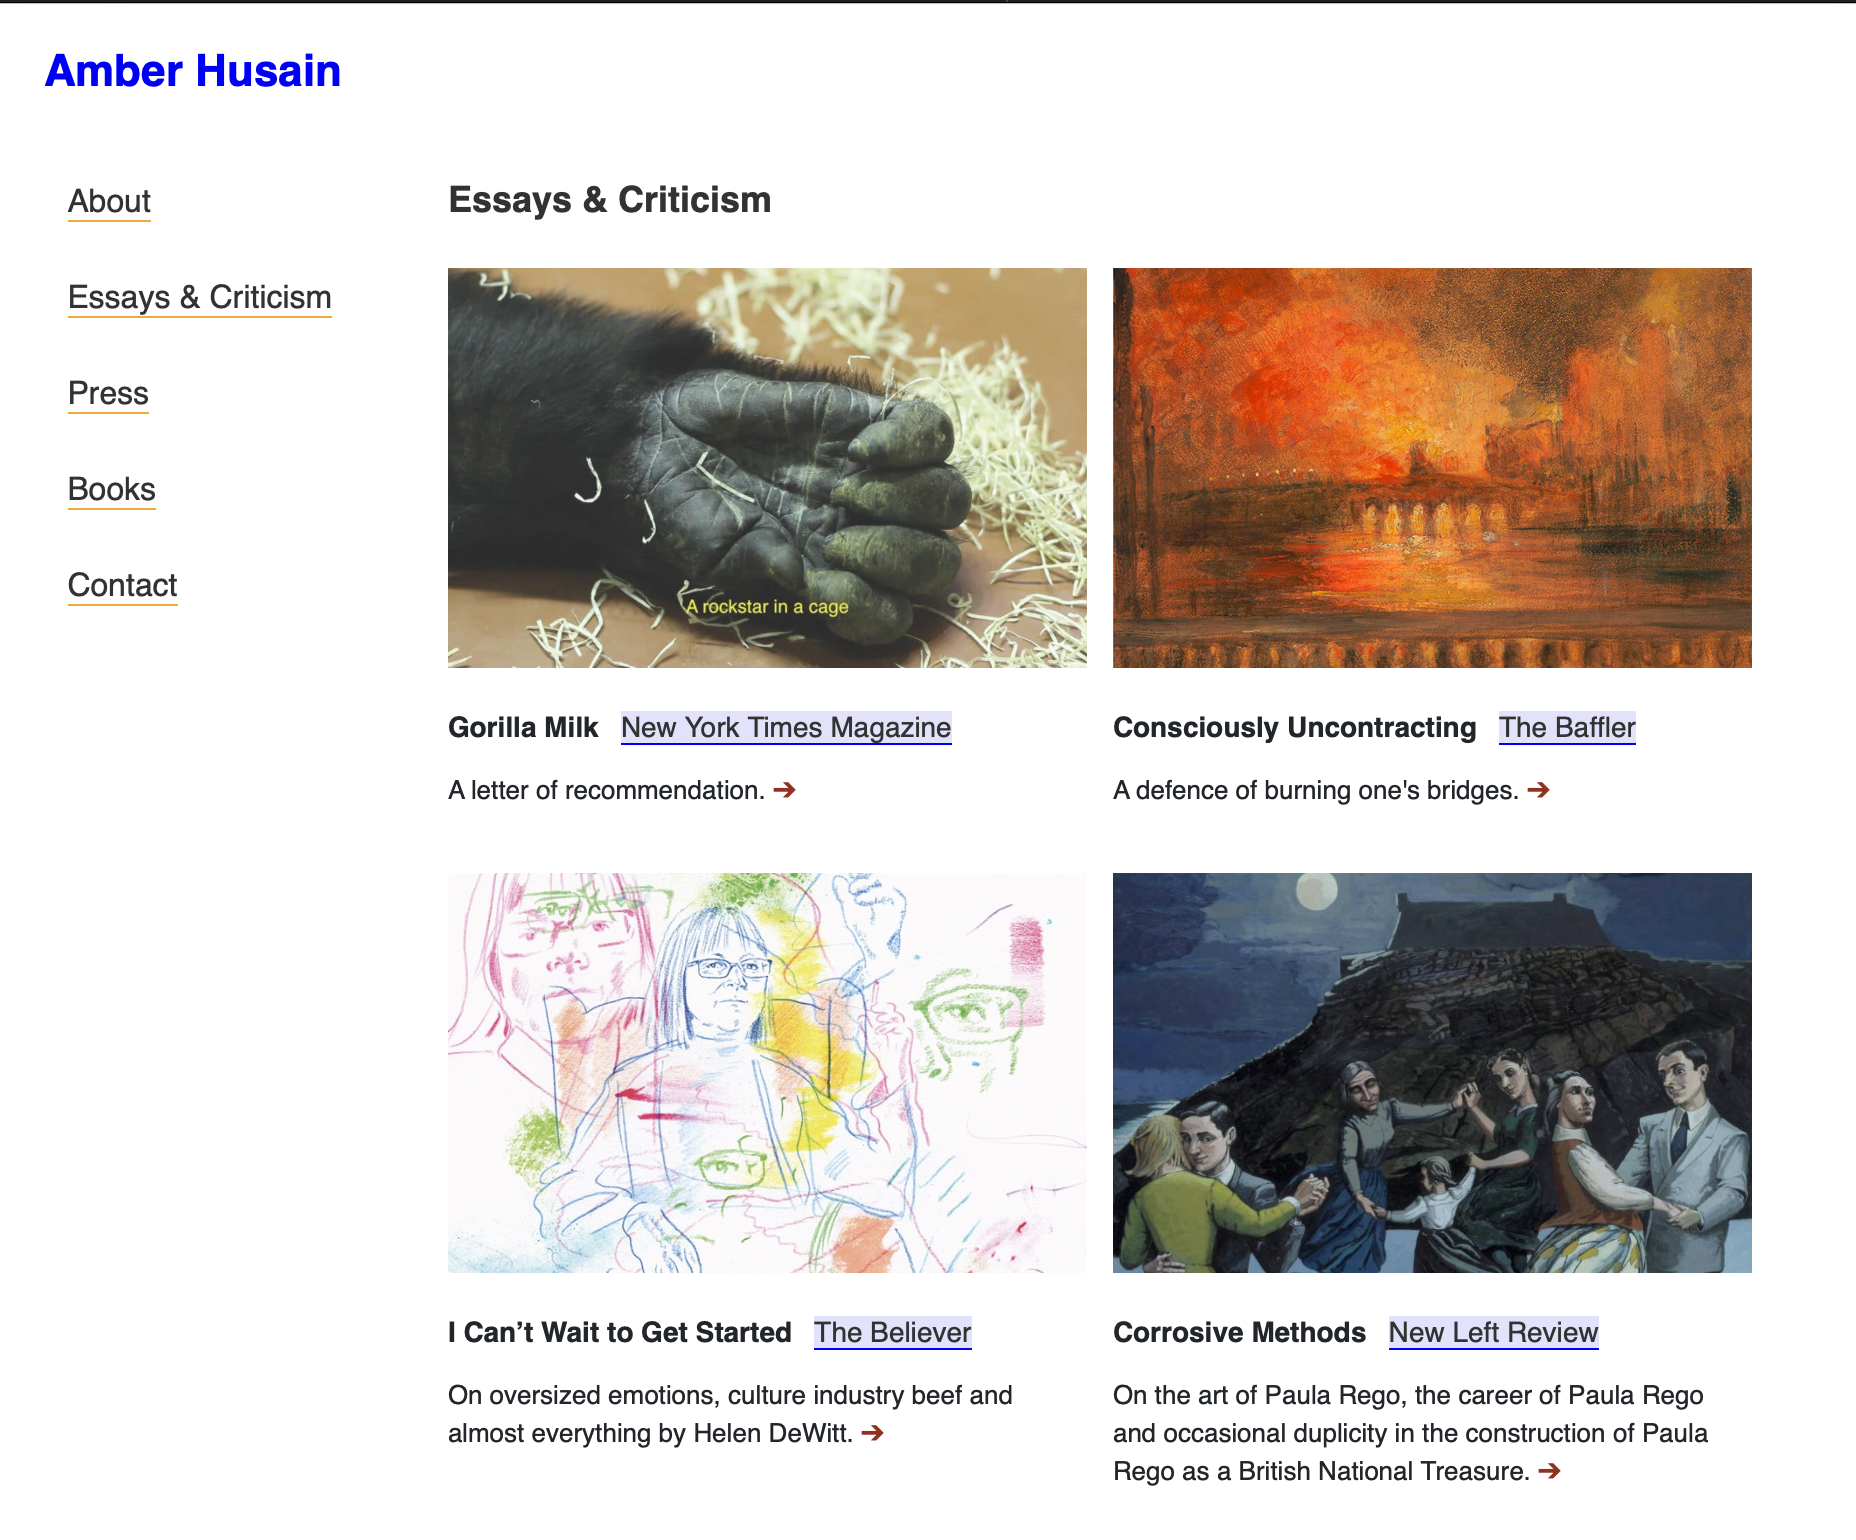 Amber Husain
About
Essays & Criticism
Press
Books
Contact
Essays & Criticism
A rockstar in a cage
Gorilla Milk New York Times Magazine
A letter of recommendation. ➔
Consciously Uncontracting The Baffler
A defence of burning one's bridges. ➔
I Can’t Wait to Get Started The Believer
On oversized emotions, culture industry beef and
almost everything by Helen DeWitt. ➔
Corrosive Methods New Left Review
On the art of Paula Rego, the career of Paula Rego
and occasional duplicity in the construction of Paula
Rego as a British National Treasure. ➔